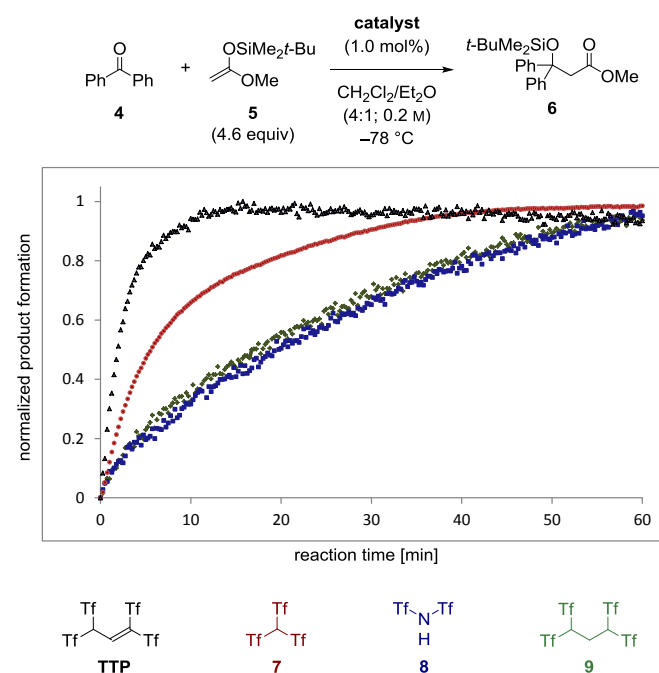 catalyst
(1.0 mol%)
CH2Cl2/Et2O
(4:1; 0.2 M)
–78 °C
O
Ph Ph
4
+
OSiMe2t-Bu
OMe
5
(4.6 equiv)
t-BuMe2SiO O
Ph OMe
Ph
6
normalized product formation
1
0.8
0.6
0.4
0.2
0
0 10 20 30 40 50 60
reaction time [min]
Tf Tf
Tf Tf
TTP
Tf
Tf Tf
7
Tf N Tf
H
8
Tf Tf
Tf Tf
9